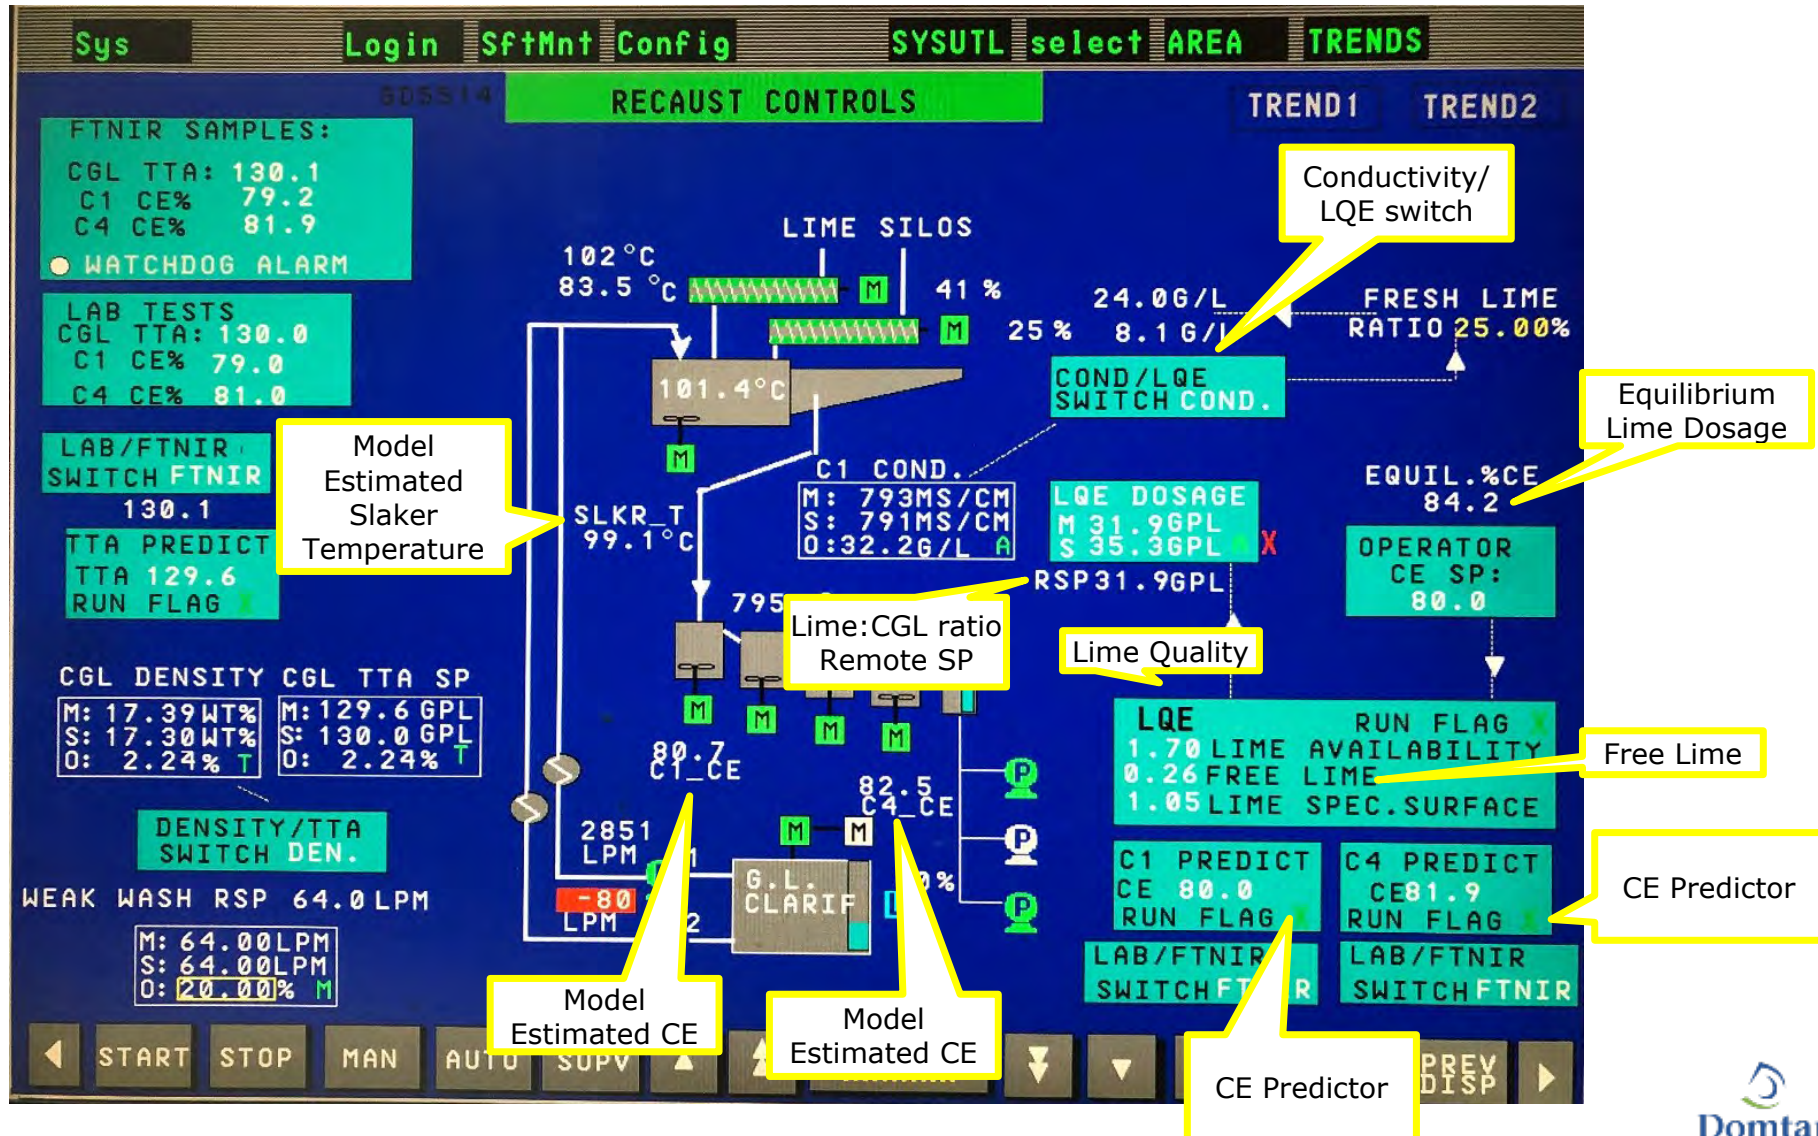 Sys Login SftMnt Config SYSUTL select AREA TRENDS
GD5514 RECAUST CONTROLS TREND1 TREND2
FTNIR SAMPLES:
CGL TTA: 130.1
C1 CE% 79.2
C4 CE% 81.9
WATCHDOG ALARM
LAB TESTS
CGL TTA: 130.0
C1 CE% 79.0
C4 CE% 81.0
LAB/FTNIR
SWITCH FTNIR
130.1
TTA PREDICT
TTA 129.6
RUN FLAG X
CGL DENSITY
M: 17.39 WT%
S: 17.30 WT%
O: 2.24% T
CGL TTA SP
M: 129.6 GPL
S: 130.0 GPL
O: 2.24% T
DENSITY/TTA
SWITCH DEN.
WEAK WASH RSP 64.0 LPM
M: 64.00LPM
S: 64.00LPM
O: 20.00% M
Model
Estimated
Slaker
Temperature
LIME SILOS
102°C
83.5 °C
M 41 %
M 25 %
101.4°C
M
SLKR_T
99.1°C
C1 COND.
M: 793MS/CM
S: 791MS/CM
O:32.2G/L A
795
Lime:CGL ratio
Remote SP
M M M M
80.7
C1_CE
82.5
C4_CE
2851
LPM
1
-80
LPM
2
M M
G.L.
CLARIF
%
P
P
P
Model
Estimated CE
Model
Estimated CE
Conductivity/
LQE switch
24.0G/L
8.1 G/L
FRESH LIME
RATIO 25.00%
COND/LQE
SWITCH COND.
Equilibrium
Lime Dosage
EQUIL.%CE
84.2
LQE DOSAGE
M 31.9GPL
S 35.3GPL A X
RSP31.9GPL
OPERATOR
CE SP:
80.0
Lime Quality
LQE RUN FLAG X
1.70 LIME AVAILABILITY
0.26 FREE LIME
1.05 LIME SPEC.SURFACE
Free Lime
C1 PREDICT
CE 80.0
RUN FLAG X
C4 PREDICT
CE81.9
RUN FLAG X
CE Predictor
LAB/FTNIR
SWITCH
LAB/FTNIR
SWITCH FTNIR
CE Predictor
START STOP MAN AUTO SUPV PREV
DISP
Domtar